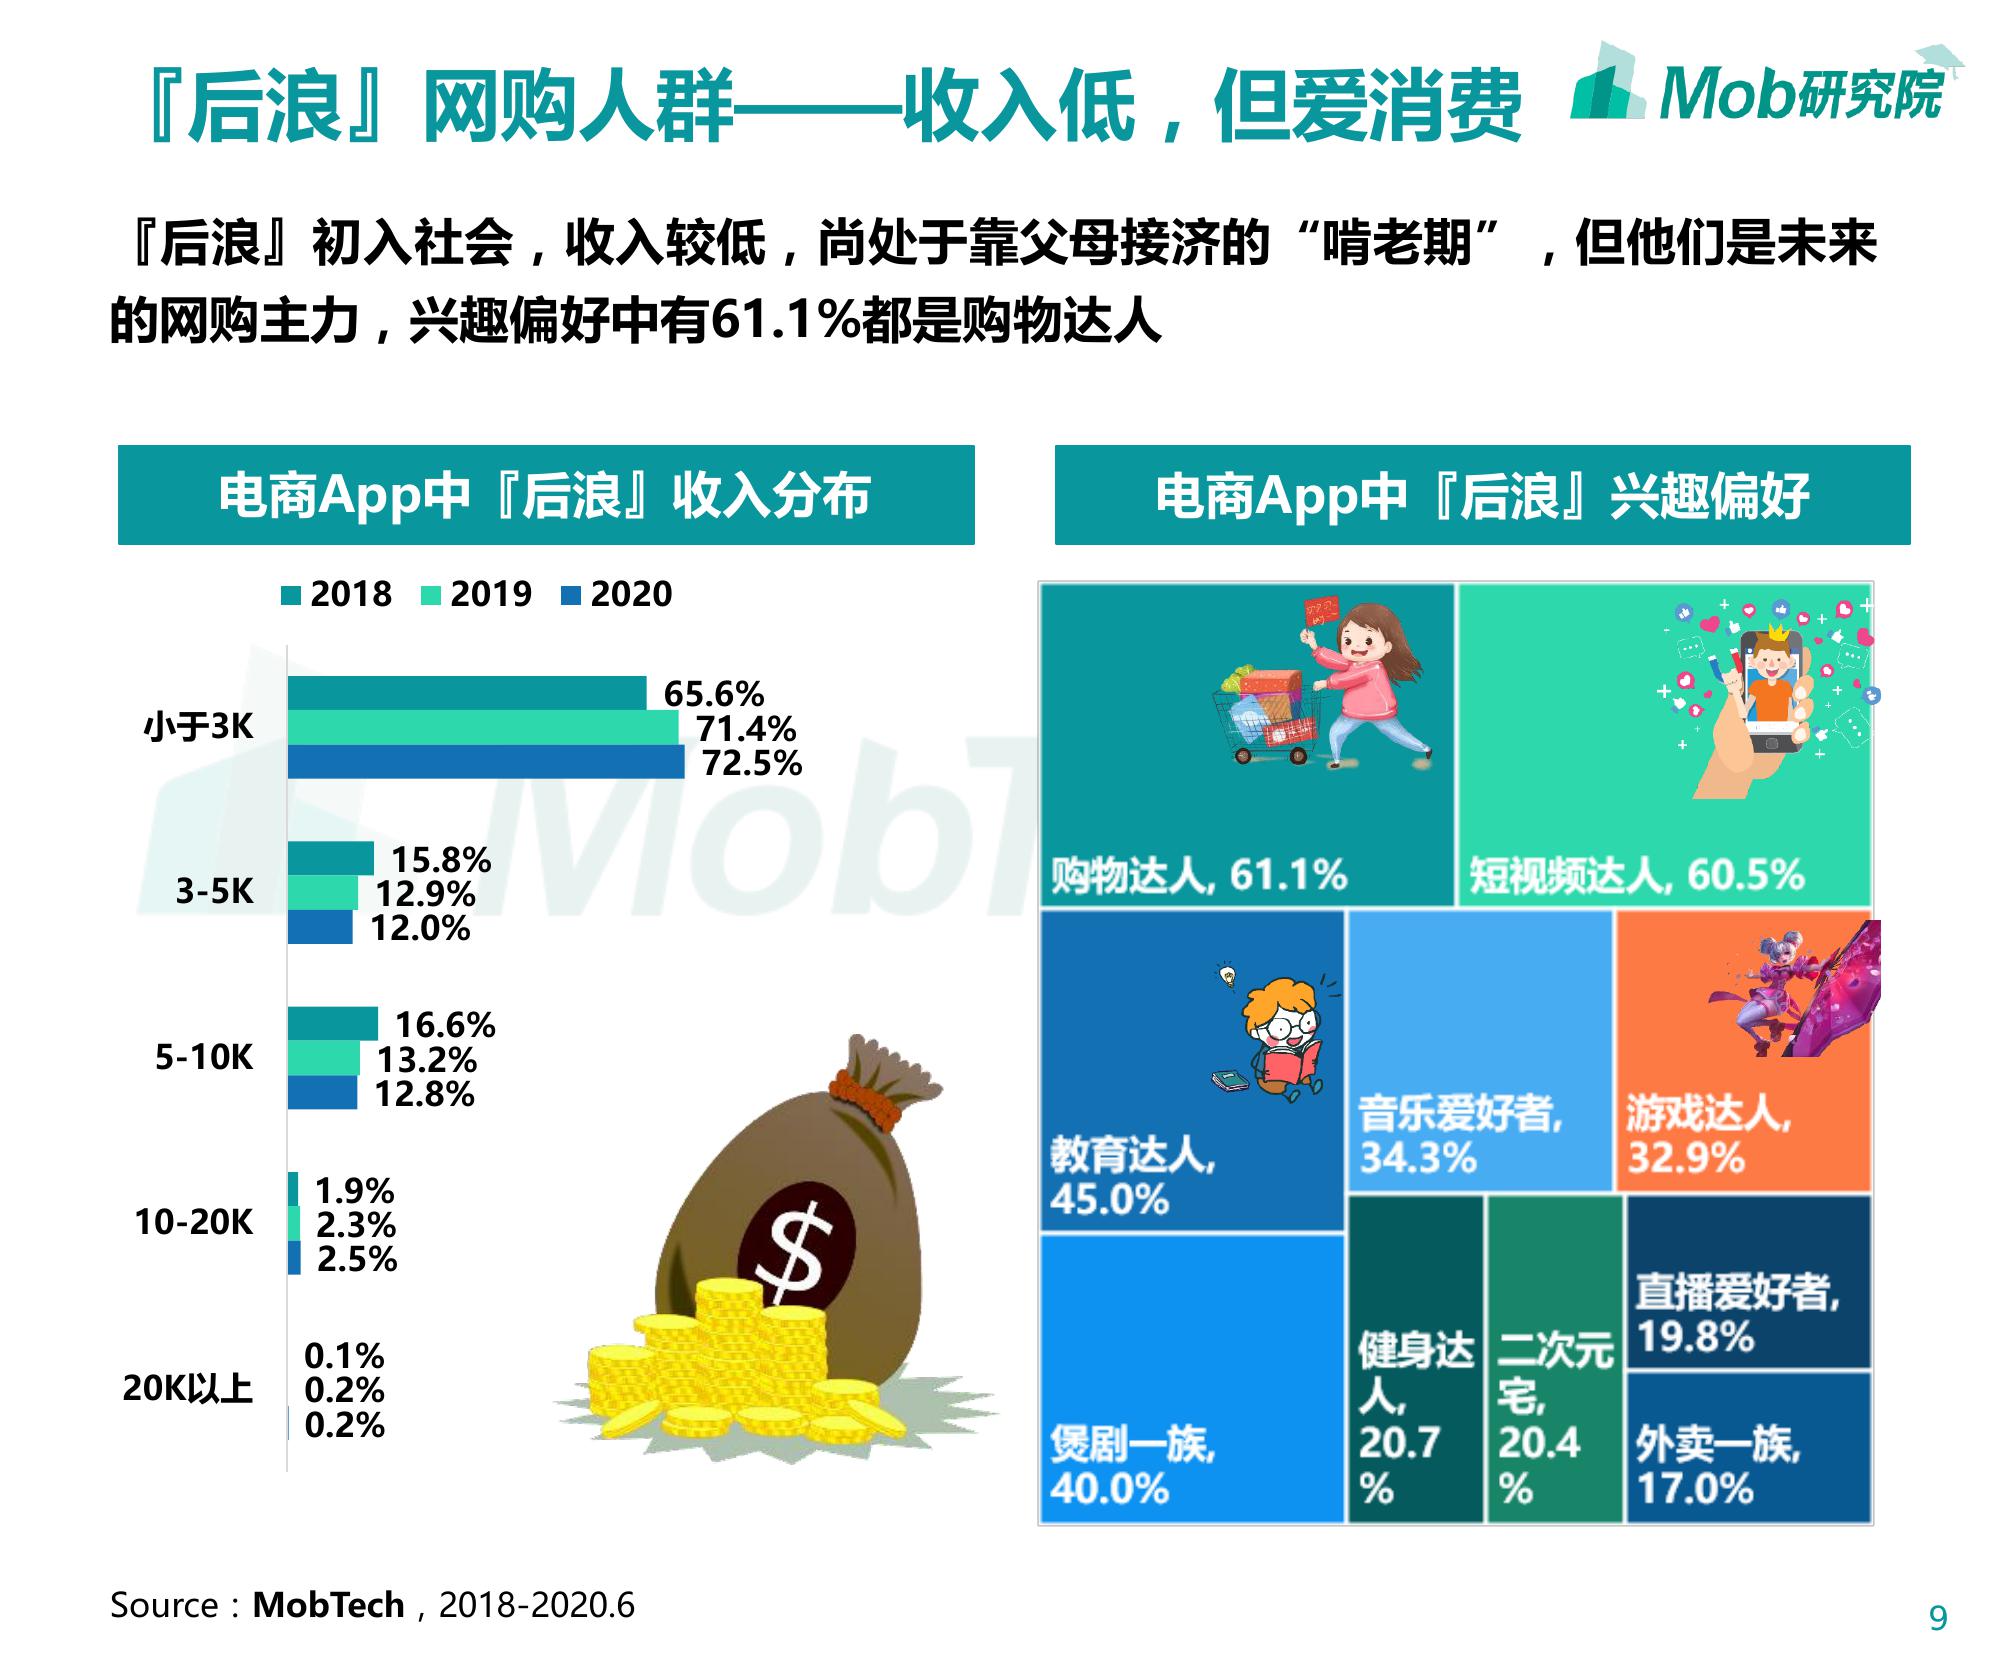 『后浪』网购人群——收入低，但爱消费
Mob研究院
『后浪』初入社会，收入较低，尚处于靠父母接济的“啃老期”，但他们是未来
的网购主力，兴趣偏好中有61.1%都是购物达人
电商App中『后浪』收入分布
2018 2019 2020
小于3K
65.6%
71.4%
72.5%
3-5K
15.8%
12.9%
12.0%
5-10K
16.6%
13.2%
12.8%
10-20K
1.9%
2.3%
2.5%
20K以上
0.1%
0.2%
0.2%
$
MobT
电商App中『后浪』兴趣偏好
购物达人, 61.1%
短视频达人, 60.5%
教育达人,
45.0%
音乐爱好者,
34.3%
游戏达人,
32.9%
煲剧一族,
40.0%
健身达
人,
20.7
%
二次元
宅,
20.4
%
直播爱好者,
19.8%
外卖一族,
17.0%
Source：MobTech，2018-2020.6
9